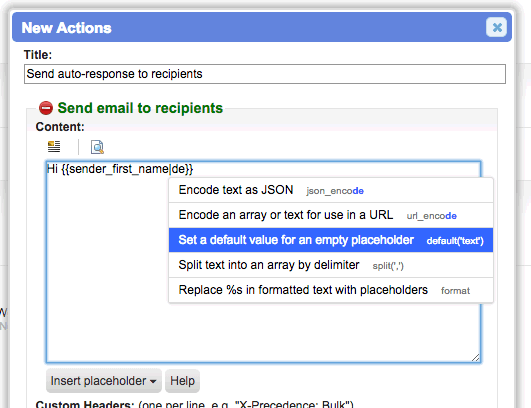 New Actions
Title:
Send auto-response to recipients
Send email to recipients
Content:
Hi {{sender_first_name|de}}
Encode text as JSON json_encode
Encode an array or text for use in a URL url_encode
Set a default value for an empty placeholder default('text')
Split text into an array by delimiter split(',')
Replace %s in formatted text with placeholders format
Insert placeholder
Help
Custom Headers: (one per line, e.g. "X-Precedence: Bulk")